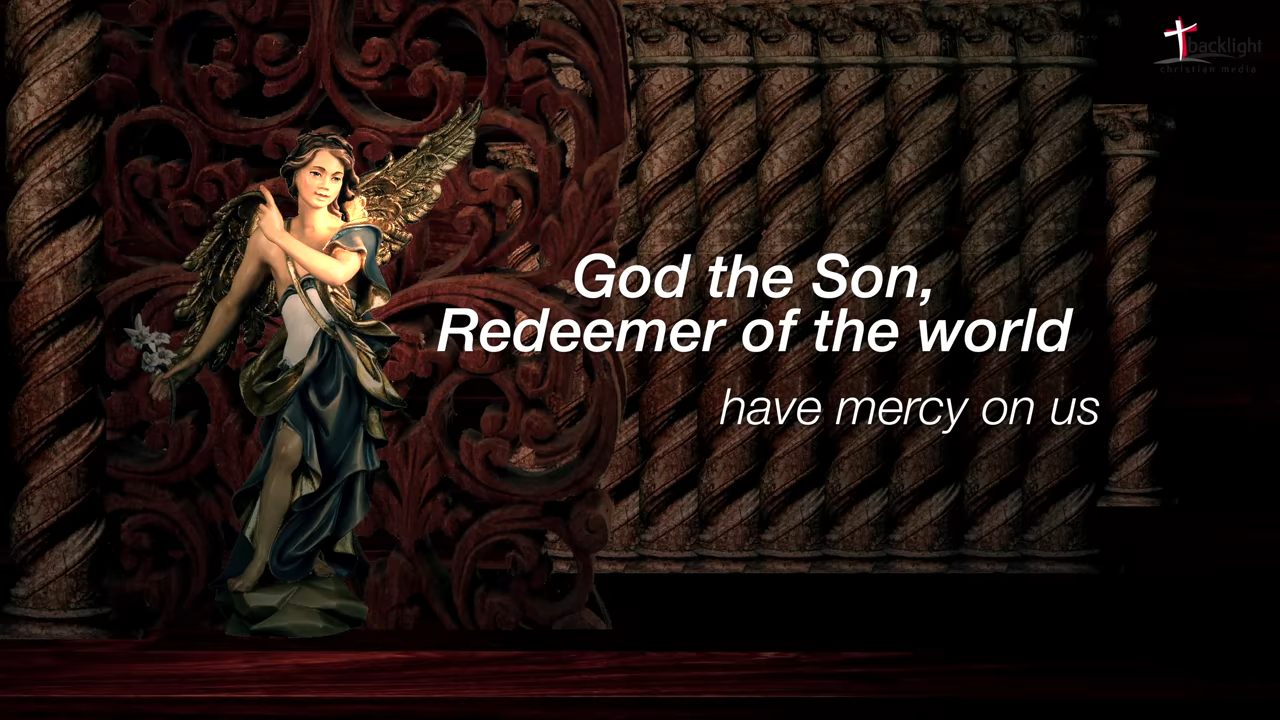 backlight
christian media
God the Son,
Redeemer of the world
have mercy on us